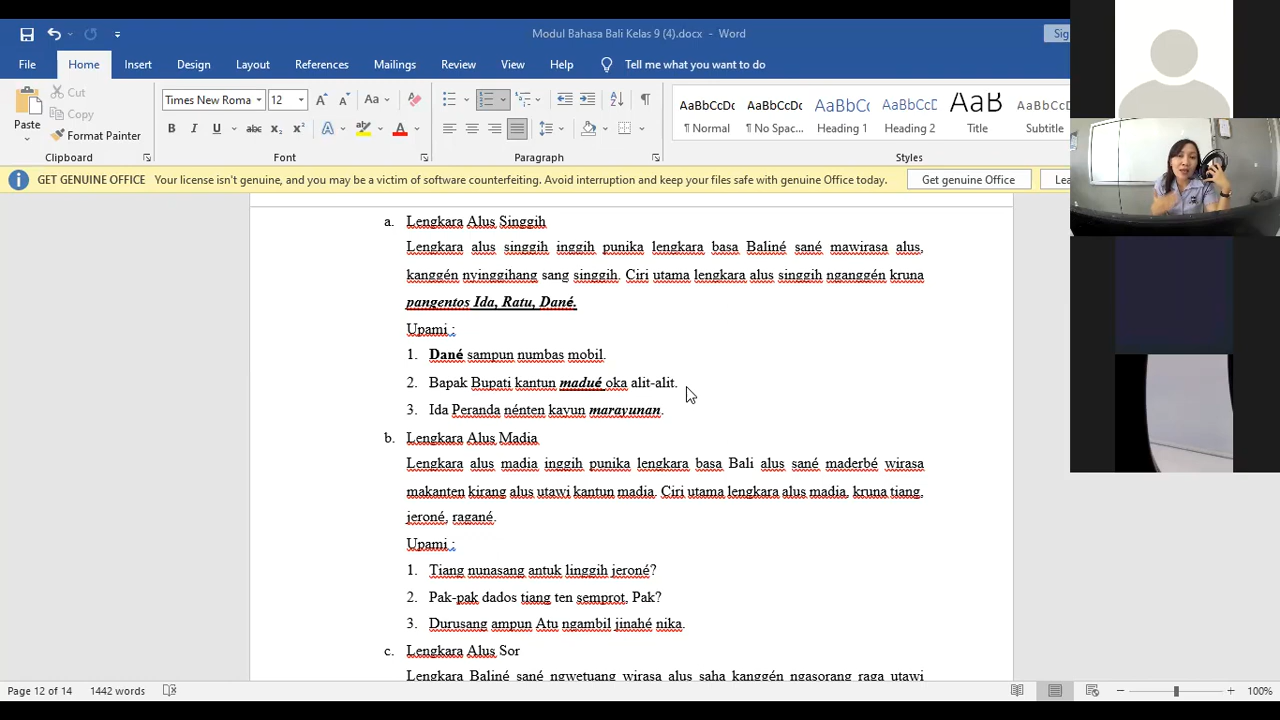 Modul Bahasa Bali Kelas 9 (4).docx - Word
File Home Insert Design Layout References Mailings Review View Help Tell me what you want to do
Paste
Cut
Copy
Format Painter
Times New Roma 12
AaBbCcDc AaBbCcDc AaBbCc AaBbCcD AaB AaBbCcD
¶ Normal ¶ No Spac... Heading 1 Heading 2 Title Subtitle
Clipboard Font Paragraph Styles
GET GENUINE OFFICE Your license isn't genuine, and you may be a victim of software counterfeiting. Avoid interruption and keep your files safe with genuine Office today. Get genuine Office
a. Lengkara Alus Singgih
Lengkara alus singgih inggih punika lengkara basa Baliné sané mawirasa alus,
kanggén nyinggihang sang singgih. Ciri utama lengkara alus singgih nganggén kruna
pangentos Ida, Ratu, Dané.
Upami :
1. Dané sampun numbas mobil.
2. Bapak Bupati kantun madué oka alit-alit.
3. Ida Peranda nénten kayun marayunan.
b. Lengkara Alus Madia
Lengkara alus madia inggih punika lengkara basa Bali alus sané maderbé wirasa
makanten kirang alus utawi kantun madia. Ciri utama lengkara alus madia, kruna tiang,
jeroné, ragané.
Upami :
1. Tiang nunasang antuk linggih jeroné?
2. Pak-pak dados tiang ten semprot, Pak?
3. Durusang ampun Atu ngambil jinahé nika.
c. Lengkara Alus Sor
Lengkara Baliné sané ngwetuang wirasa alus saha kanggén ngasorang raga utawi
Page 12 of 14 1442 words 100%